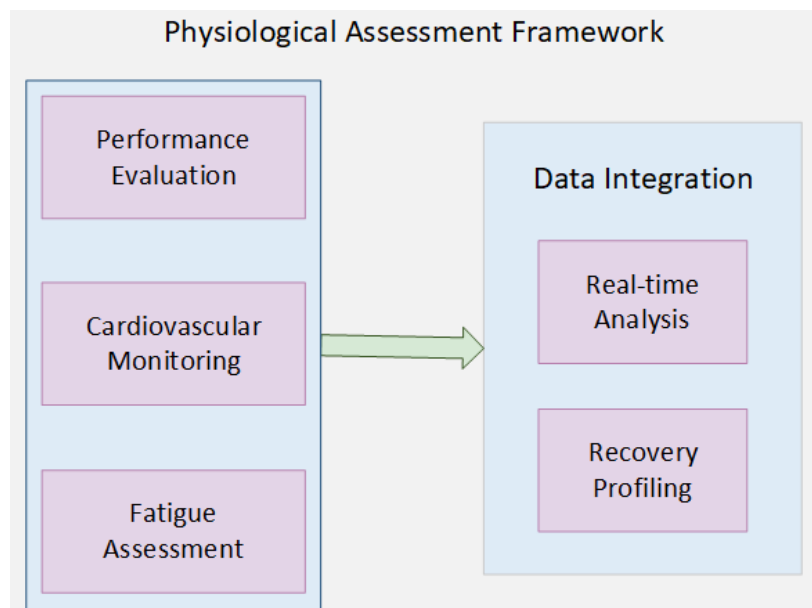 Physiological Assessment Framework
Performance
Evaluation
Cardiovascular
Monitoring
Fatigue
Assessment
Data Integration
Real-time
Analysis
Recovery
Profiling